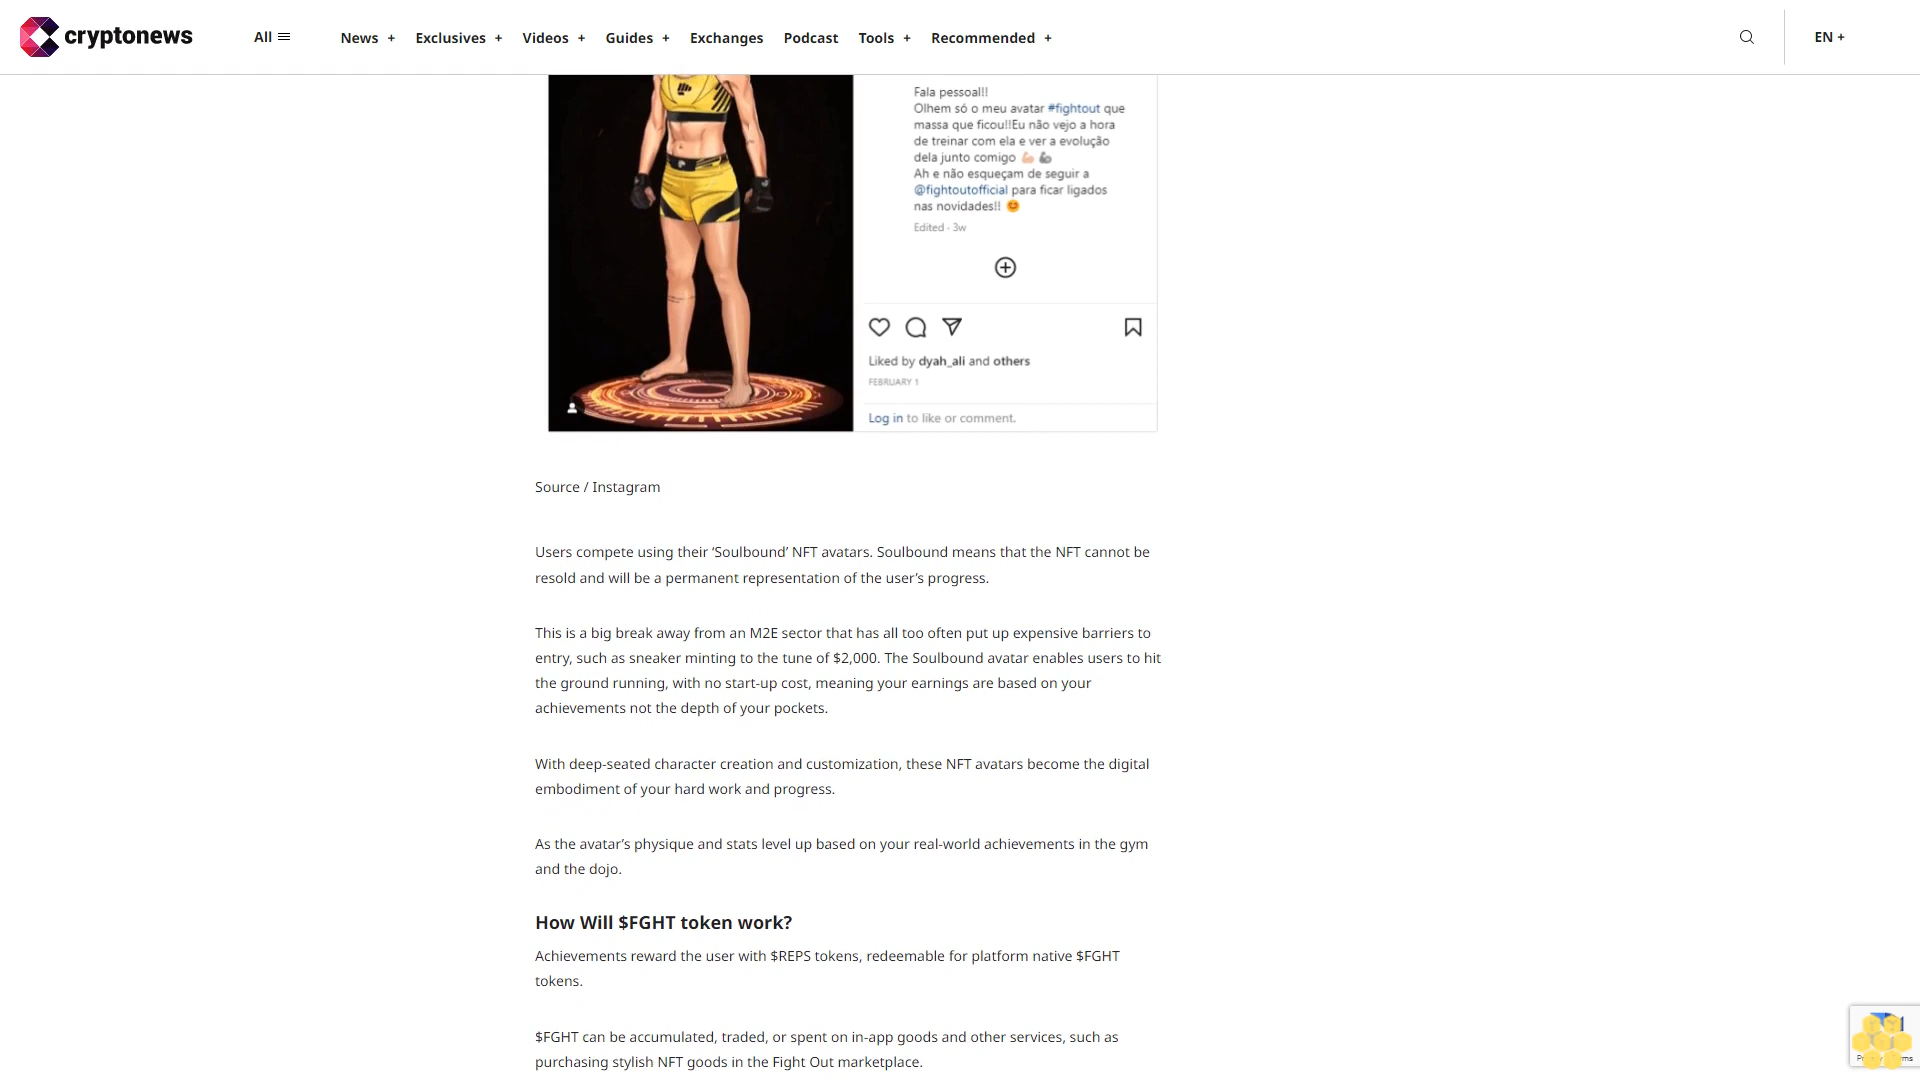 cryptonews
All
News +
Exclusives +
Videos +
Guides +
Exchanges
Podcast
Tools +
Recommended +
EN +
Fala pessoal!!
Olhem só o meu avatar #fightout que
massa que ficou!!Eu não vejo a hora
de treinar com ela e ver a evolução
dela junto comigo 💪🏻 💪
Ah e não esqueçam de seguir a
@fightoutofficial para ficar ligados
nas novidades!! 😊
Edited · 3w
Liked by dyah_ali and others
FEBRUARY 1
Log in to like or comment.
Source / Instagram
Users compete using their ‘Soulbound’ NFT avatars. Soulbound means that the NFT cannot be
resold and will be a permanent representation of the user’s progress.
This is a big break away from an M2E sector that has all too often put up expensive barriers to
entry, such as sneaker minting to the tune of $2,000. The Soulbound avatar enables users to hit
the ground running, with no start-up cost, meaning your earnings are based on your
achievements not the depth of your pockets.
With deep-seated character creation and customization, these NFT avatars become the digital
embodiment of your hard work and progress.
As the avatar’s physique and stats level up based on your real-world achievements in the gym
and the dojo.
How Will $FGHT token work?
Achievements reward the user with $REPS tokens, redeemable for platform native $FGHT
tokens.
$FGHT can be accumulated, traded, or spent on in-app goods and other services, such as
purchasing stylish NFT goods in the Fight Out marketplace.